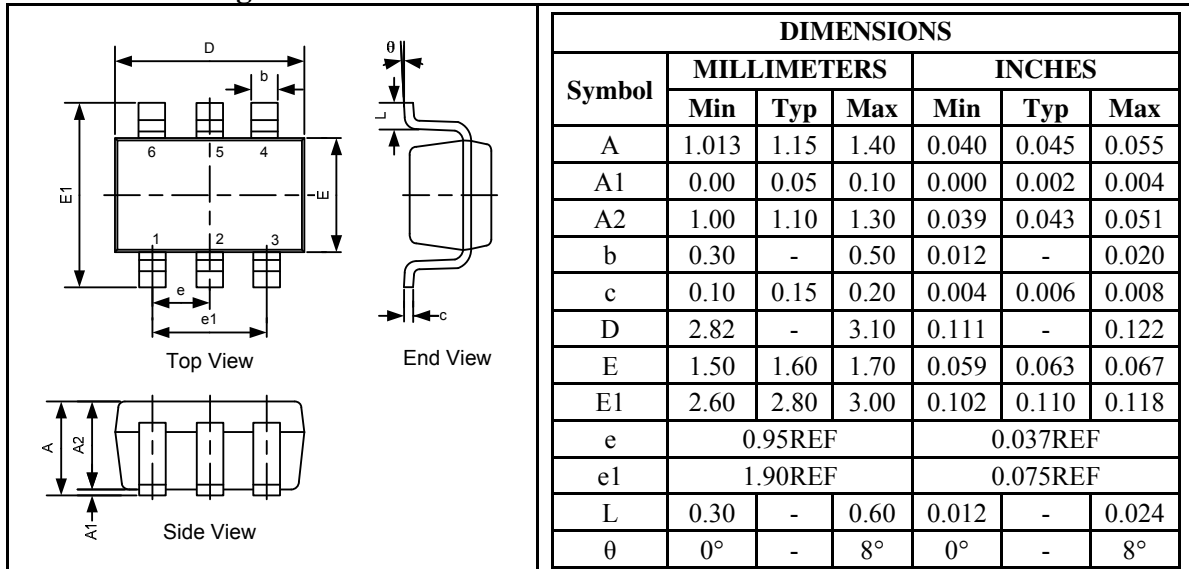 D
b
6 5 4
E1
E
1 2 3
e
e1
Top View
θ
L
c
End View
A
A2
A1
Side View
DIMENSIONS
Symbol MILLIMETERS INCHES
Min Typ Max Min Typ Max
A 1.013 1.15 1.40 0.040 0.045 0.055
A1 0.00 0.05 0.10 0.000 0.002 0.004
A2 1.00 1.10 1.30 0.039 0.043 0.051
b 0.30 - 0.50 0.012 - 0.020
c 0.10 0.15 0.20 0.004 0.006 0.008
D 2.82 - 3.10 0.111 - 0.122
E 1.50 1.60 1.70 0.059 0.063 0.067
E1 2.60 2.80 3.00 0.102 0.110 0.118
e 0.95REF 0.037REF
e1 1.90REF 0.075REF
L 0.30 - 0.60 0.012 - 0.024
θ 0° - 8° 0° - 8°